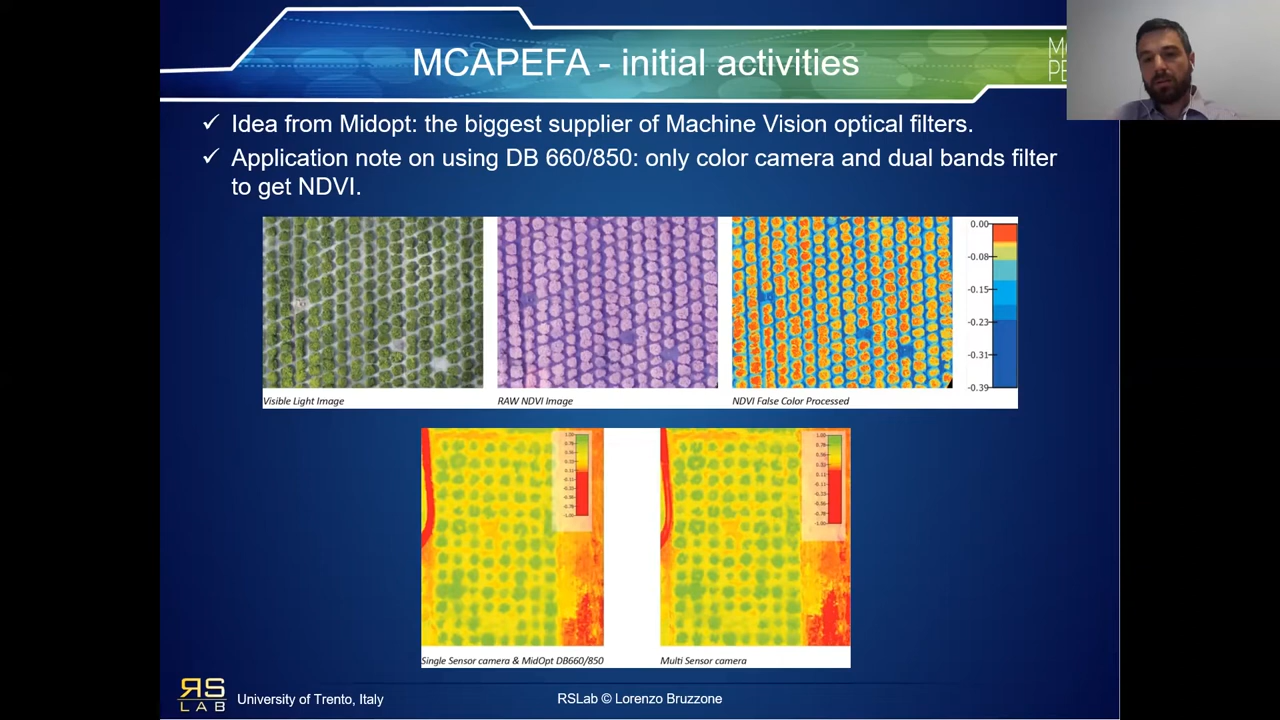 MCAPEFA - initial activities
✓ Idea from Midopt: the biggest supplier of Machine Vision optical filters.
✓ Application note on using DB 660/850: only color camera and dual bands filter
to get NDVI.
0.00
-0.08
-0.15
-0.23
-0.31
-0.39
Visible Light Image
RAW NDVI Image
NDVI False Color Processed
Single Sensor camera & MidOpt DB660/850
Multi Sensor camera
RS
LAB
University of Trento, Italy
RSLab © Lorenzo Bruzzone